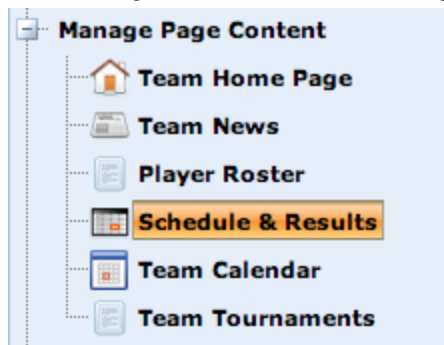 Manage Page Content
Team Home Page
Team News
Player Roster
Schedule & Results
Team Calendar
Team Tournaments